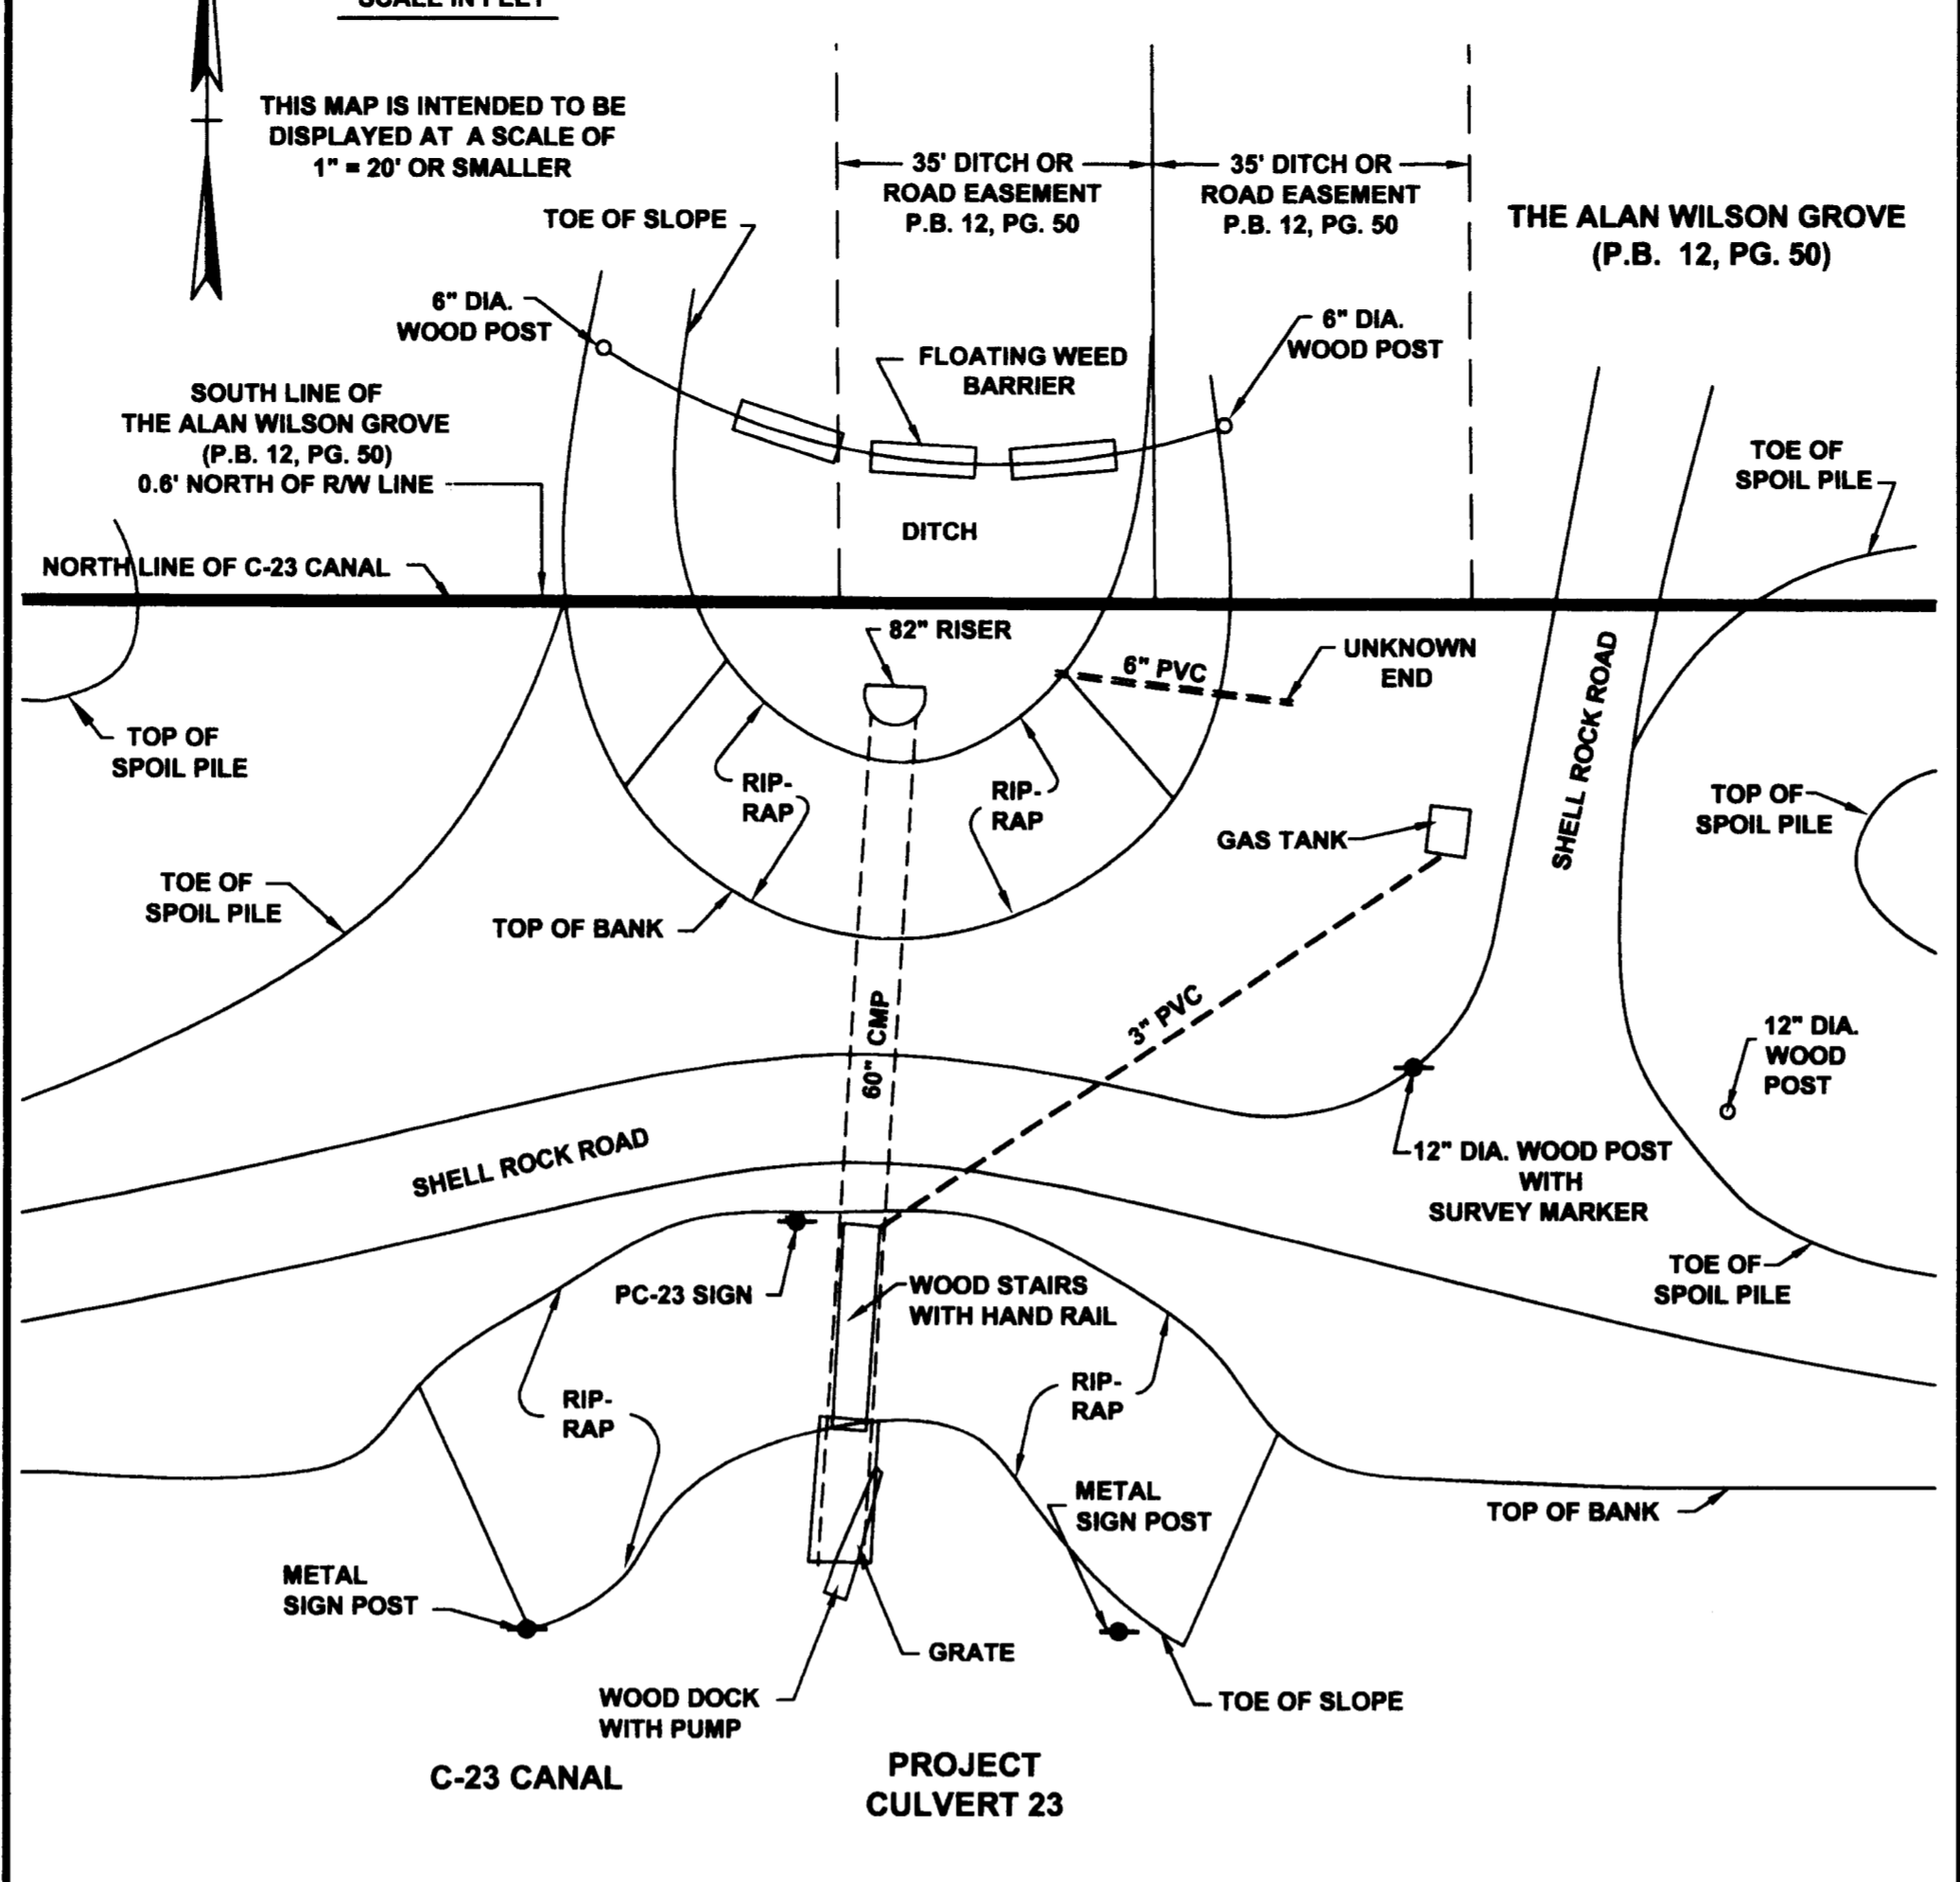 SCALE IN FEET
THIS MAP IS INTENDED TO BE
DISPLAYED AT A SCALE OF
1" = 20' OR SMALLER
35' DITCH OR
ROAD EASEMENT
P.B. 12, PG. 50
35' DITCH OR
ROAD EASEMENT
P.B. 12, PG. 50
THE ALAN WILSON GROVE
(P.B. 12, PG. 50)
TOE OF SLOPE
6" DIA.
WOOD POST
FLOATING WEED
BARRIER
6" DIA.
WOOD POST
SOUTH LINE OF
THE ALAN WILSON GROVE
(P.B. 12, PG. 50)
0.6' NORTH OF R/W LINE
TOE OF
SPOIL PILE
DITCH
NORTH LINE OF C-23 CANAL
82" RISER
6" PVC
UNKNOWN
END
SHELL ROCK ROAD
TOP OF
SPOIL PILE
RIP-
RAP
RIP-
RAP
GAS TANK
TOP OF
SPOIL PILE
TOE OF
SPOIL PILE
TOP OF BANK
60" CMP
3" PVC
12" DIA.
WOOD
POST
SHELL ROCK ROAD
12" DIA. WOOD POST
WITH
SURVEY MARKER
PC-23 SIGN
WOOD STAIRS
WITH HAND RAIL
TOE OF
SPOIL PILE
RIP-
RAP
RIP-
RAP
METAL
SIGN POST
TOP OF BANK
METAL
SIGN POST
GRATE
WOOD DOCK
WITH PUMP
TOE OF SLOPE
C-23 CANAL
PROJECT
CULVERT 23